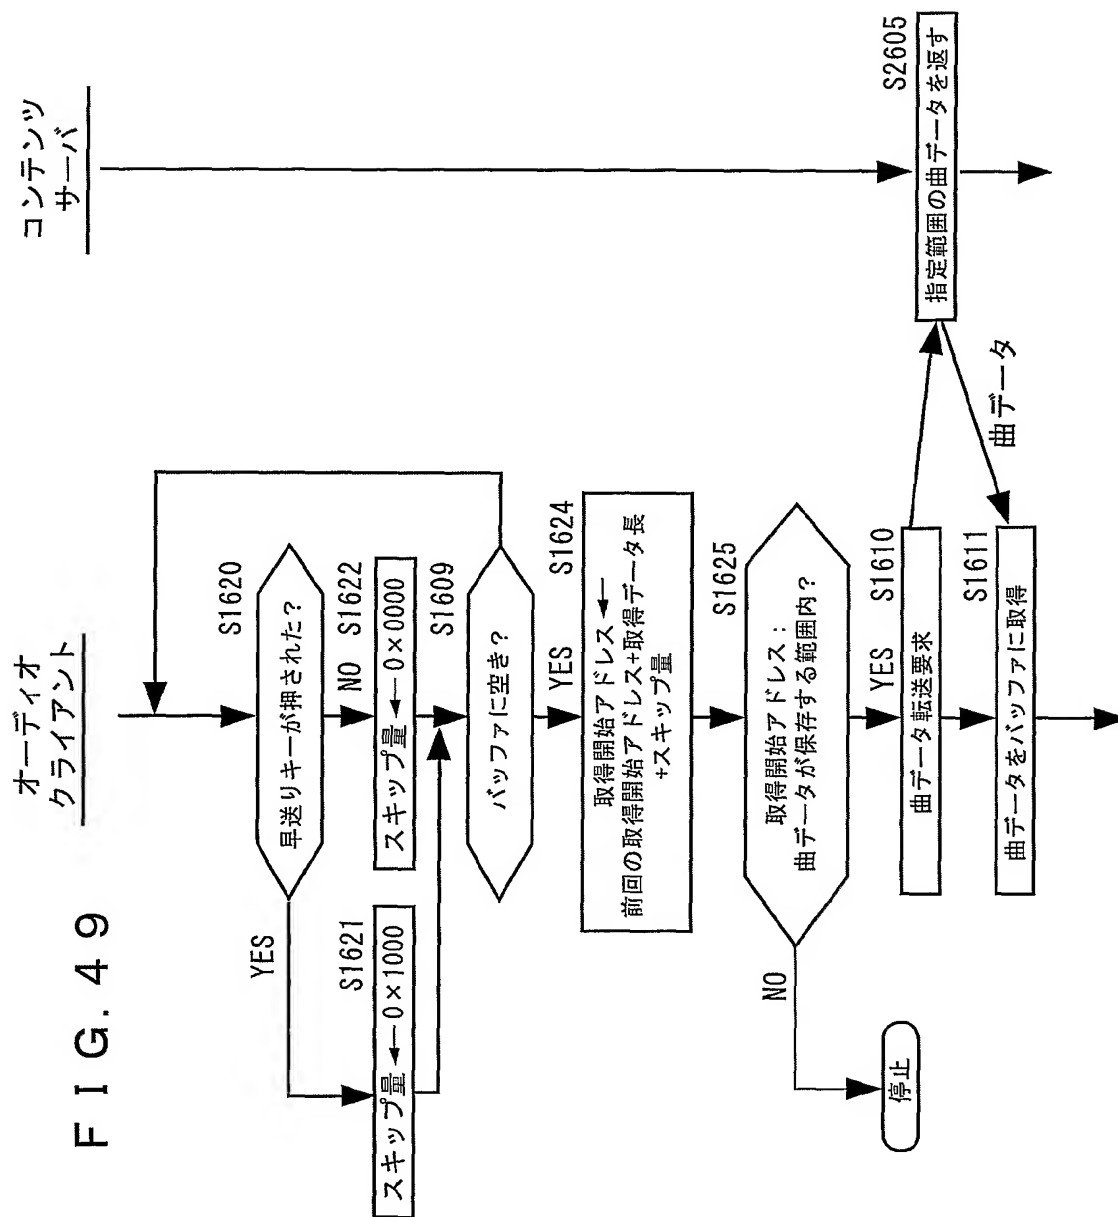 FIG. 49
オーディオ
クライアント
コンテンツ
サーバ
S1620
早送りキーが押された?
YES
NO
S1621
スキップ量←0×1000
S1622
スキップ量←0×0000
S1609
バッファに空き?
YES
S1624
取得開始アドレス←
前回の取得開始アドレス+取得データ長
+スキップ量
S1625
取得開始アドレス:
曲データが保存する範囲内?
NO
YES
停止
S1610
曲データ転送要求
S2605
指定範囲の曲データを返す
曲データ
S1611
曲データをバッファに取得